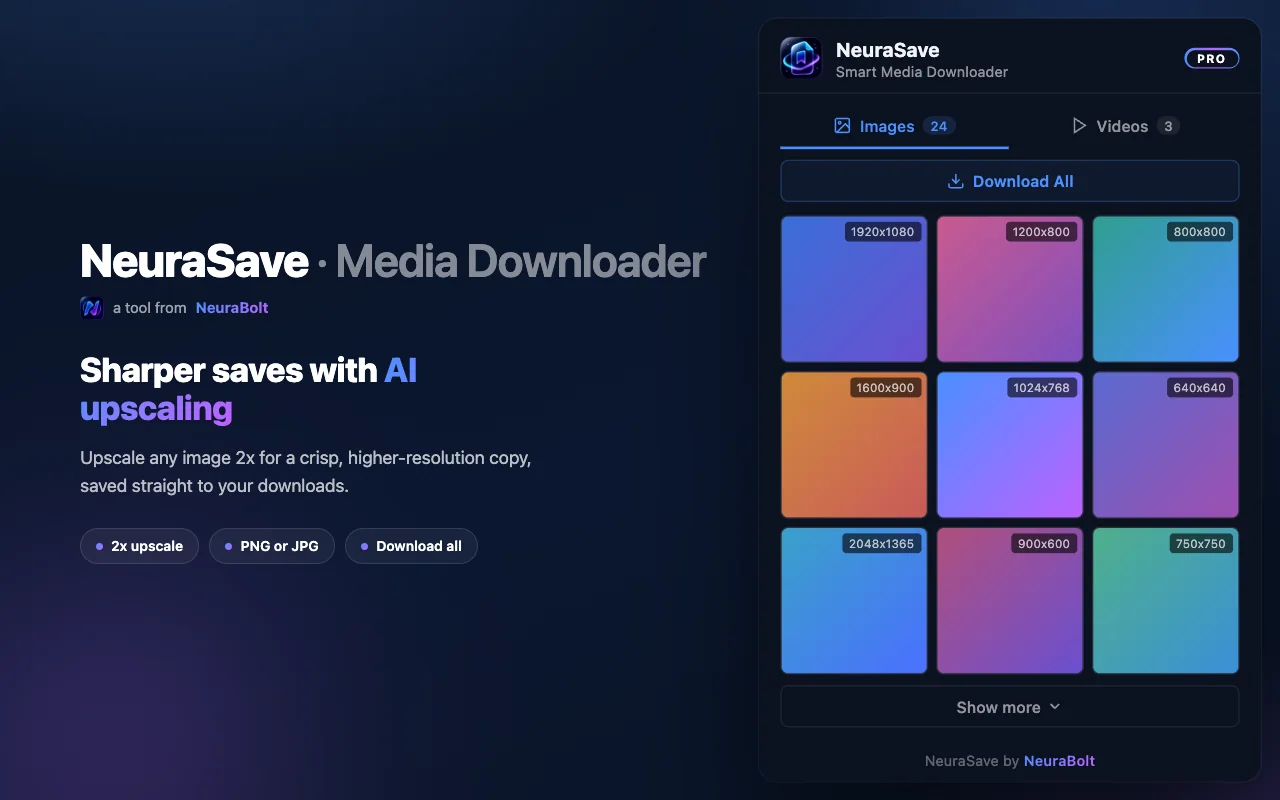 NeuraSave · Media Downloader
a tool from NeuraBolt
Sharper saves with AI
upscaling
Upscale any image 2x for a crisp, higher-resolution copy,
saved straight to your downloads.
2x upscale
PNG or JPG
Download all
NeuraSave
Smart Media Downloader
PRO
Images 24
Videos 3
Download All
1920x1080
1200x800
800x800
1600x900
1024x768
640x640
2048x1365
900x600
750x750
Show more
NeuraSave by NeuraBolt